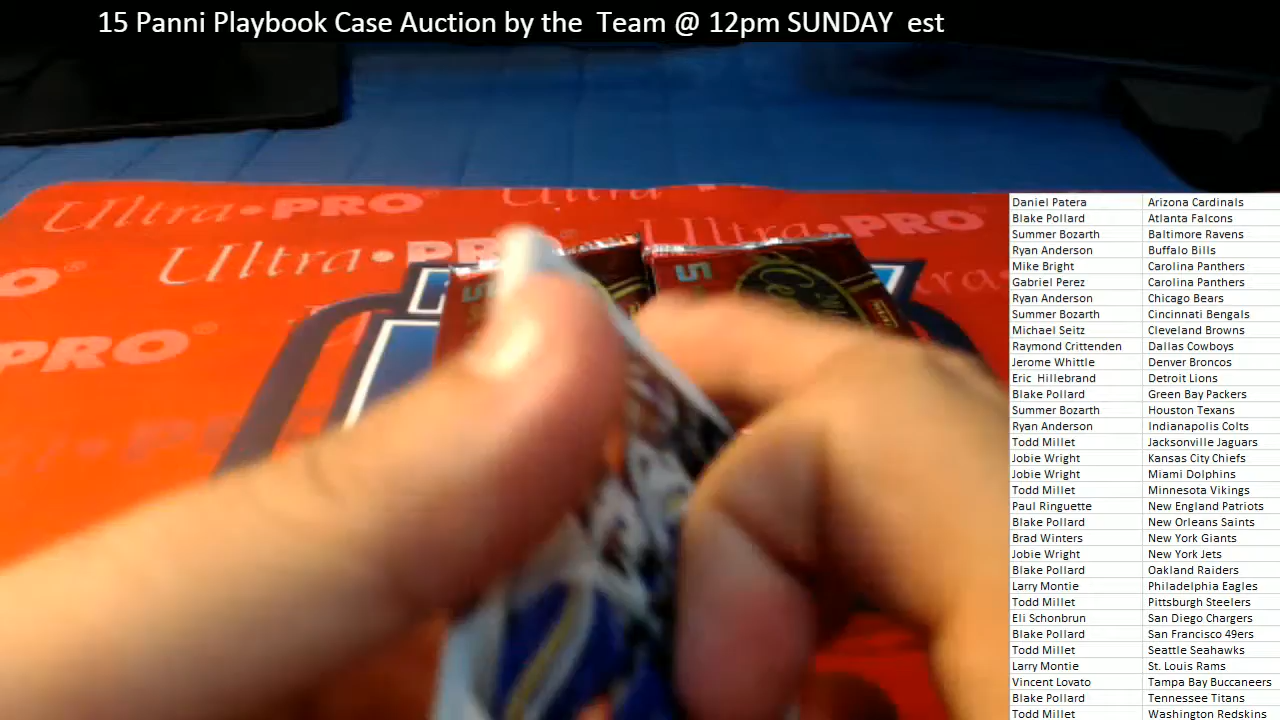 15 Panni Playbook Case Auction by the Team @ 12pm SUNDAY est
Ultra•PRO® Ultra
Ultra•PRO® Ultra•PRO®
PRO®
5
Daniel Patera Arizona Cardinals
Blake Pollard Atlanta Falcons
Summer Bozarth Baltimore Ravens
Ryan Anderson Buffalo Bills
Mike Bright Carolina Panthers
Gabriel Perez Carolina Panthers
Ryan Anderson Chicago Bears
Summer Bozarth Cincinnati Bengals
Michael Seitz Cleveland Browns
Raymond Crittenden Dallas Cowboys
Jerome Whittle Denver Broncos
Eric Hillebrand Detroit Lions
Blake Pollard Green Bay Packers
Summer Bozarth Houston Texans
Ryan Anderson Indianapolis Colts
Todd Millet Jacksonville Jaguars
Jobie Wright Kansas City Chiefs
Jobie Wright Miami Dolphins
Todd Millet Minnesota Vikings
Paul Ringuette New England Patriots
Blake Pollard New Orleans Saints
Brad Winters New York Giants
Jobie Wright New York Jets
Blake Pollard Oakland Raiders
Larry Montie Philadelphia Eagles
Todd Millet Pittsburgh Steelers
Eli Schonbrun San Diego Chargers
Blake Pollard San Francisco 49ers
Todd Millet Seattle Seahawks
Larry Montie St. Louis Rams
Vincent Lovato Tampa Bay Buccaneers
Blake Pollard Tennessee Titans
Todd Millet Washington Redskins